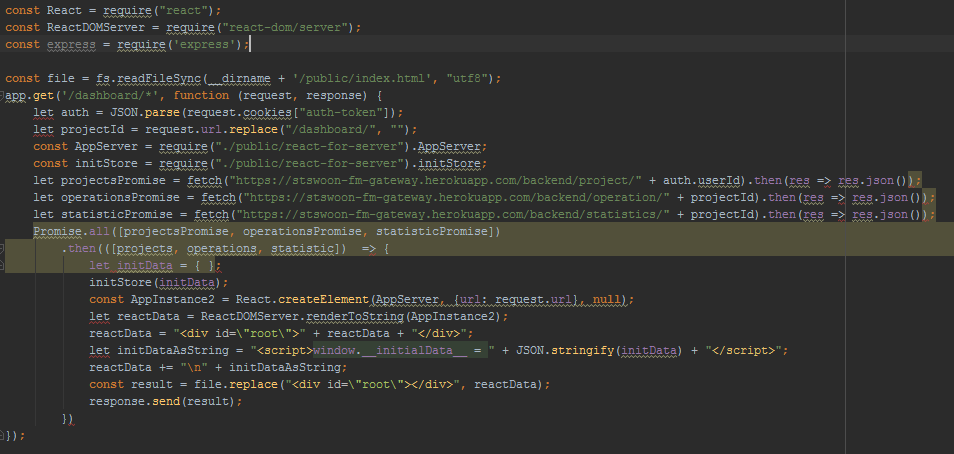 const React = require("react");
const ReactDOMServer = require("react-dom/server");
const express = require('express');
const file = fs.readFileSync(__dirname + '/public/index.html', "utf8");
app.get('/dashboard/*', function (request, response) {
let auth = JSON.parse(request.cookies["auth-token"]);
let projectId = request.url.replace("/dashboard/", "");
const AppServer = require("./public/react-for-server").AppServer;
const initStore = require("./public/react-for-server").initStore;
let projectsPromise = fetch("https://stswoon-fm-gateway.herokuapp.com/backend/project/" + auth.userId).then(res => res.json());
let operationsPromise = fetch("https://stswoon-fm-gateway.herokuapp.com/backend/operation/" + projectId).then(res => res.json());
let statisticPromise = fetch("https://stswoon-fm-gateway.herokuapp.com/backend/statistics/" + projectId).then(res => res.json());
Promise.all([projectsPromise, operationsPromise, statisticPromise])
.then(([projects, operations, statistic]) => {
let initData = { };
initStore(initData);
const AppInstance2 = React.createElement(AppServer, {url: request.url}, null);
let reactData = ReactDOMServer.renderToString(AppInstance2);
reactData = "<div id=\"root\">" + reactData + "</div>";
let initDataAsString = "<script>window.__initialData__ = " + JSON.stringify(initData) + "</script>";
reactData += "\n" + initDataAsString;
const result = file.replace("<div id=\"root\"></div>", reactData);
response.send(result);
})
});